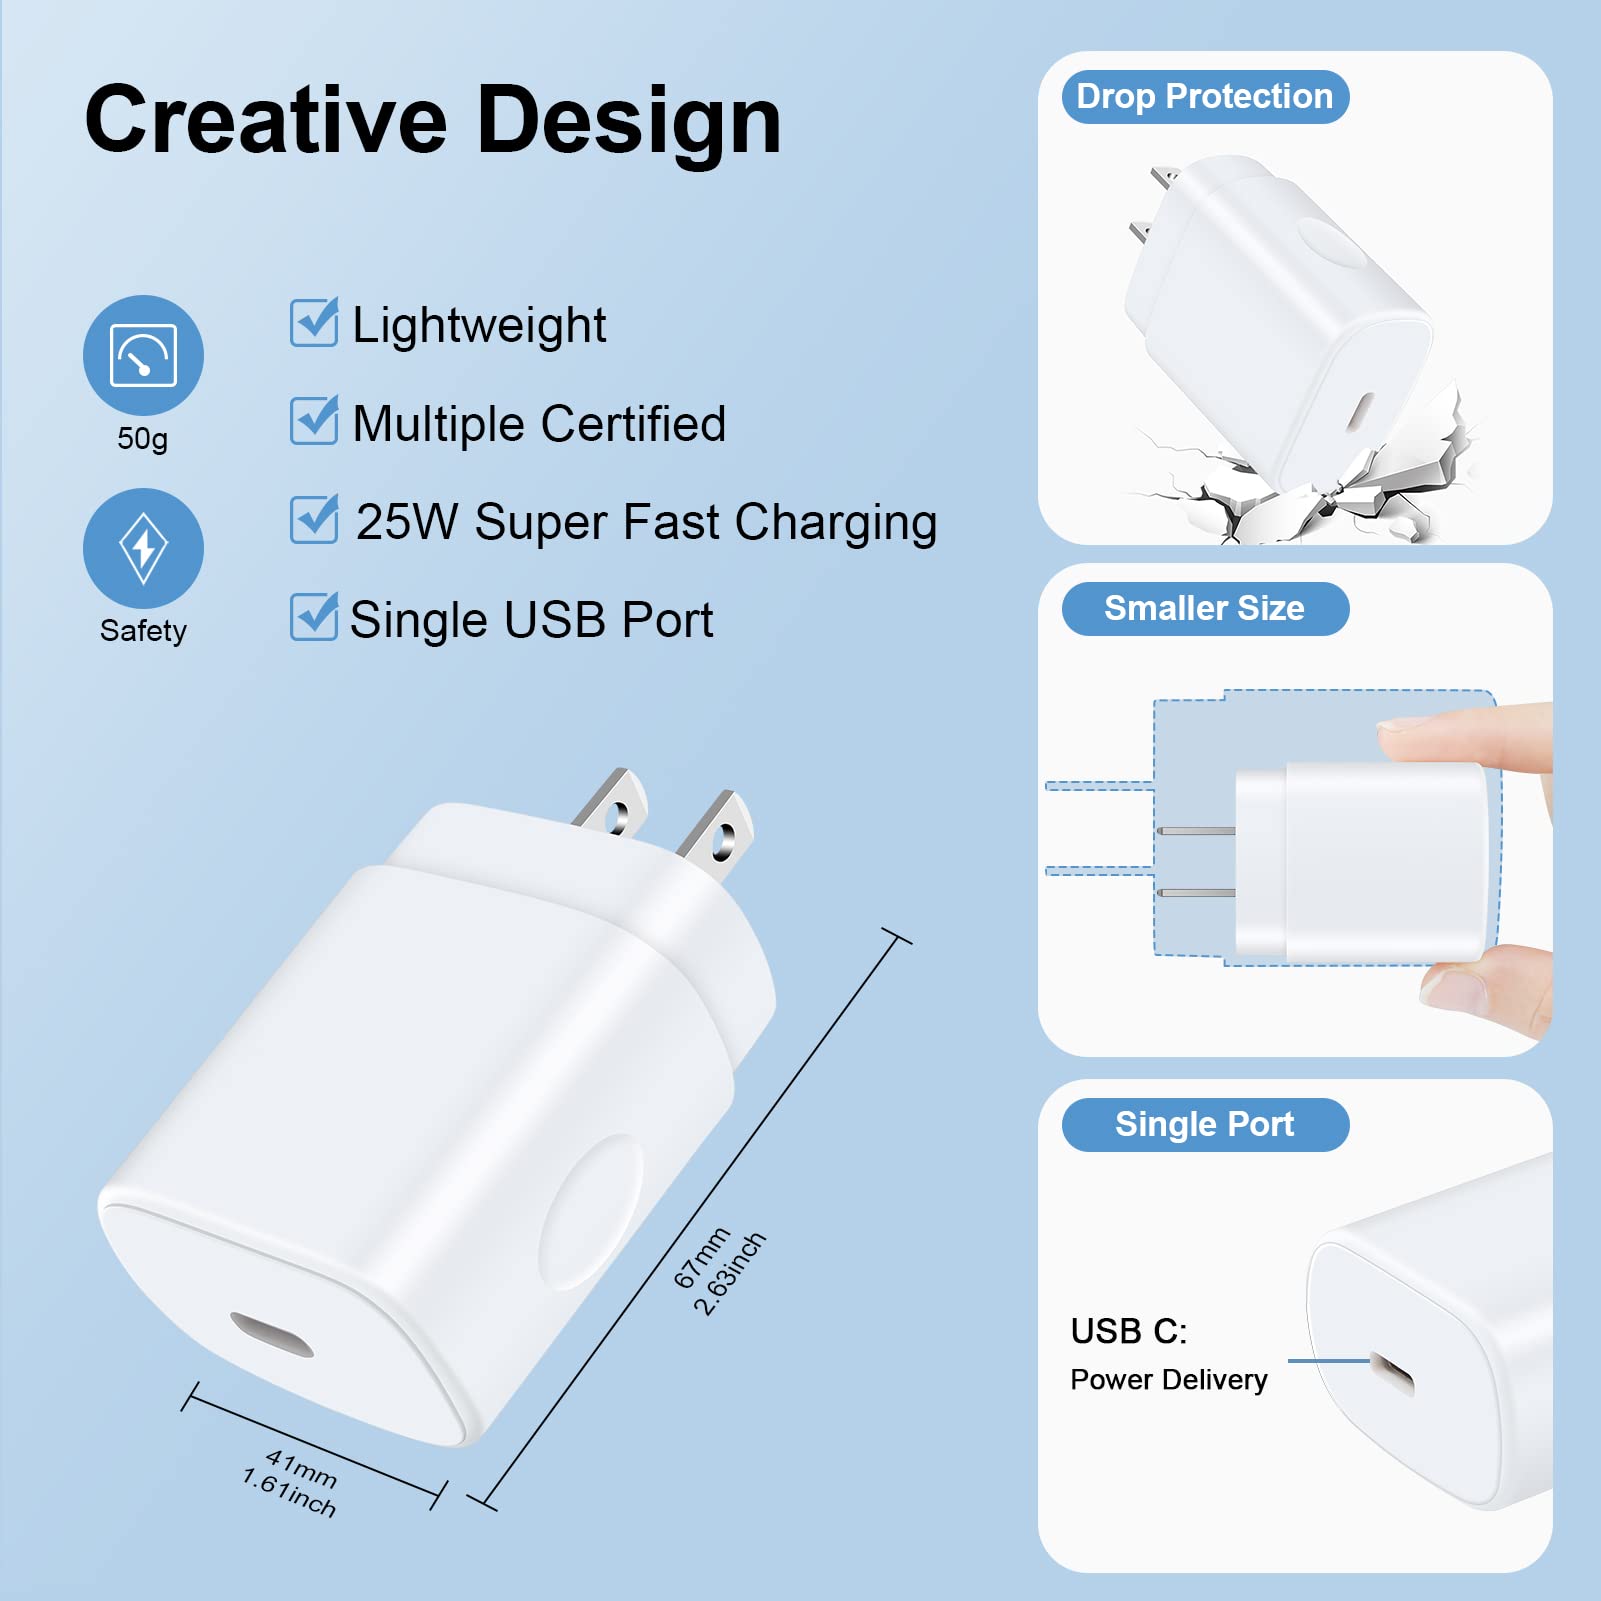 Creative Design
50g
Safety
Lightweight
Multiple Certified
25W Super Fast Charging
Single USB Port
67mm
2.63inch
41mm
1.61inch
Drop Protection
Smaller Size
Single Port
USB C:
Power Delivery